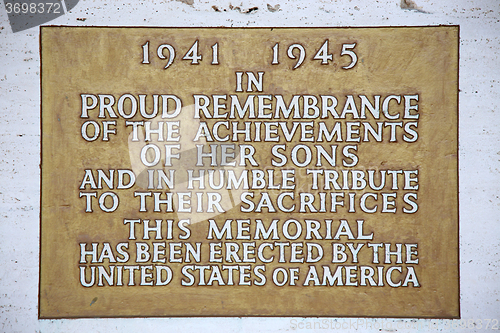 3908372
1941 1945
IN
PROUD REMEMBRANCE
OF THE ACHIEVEMENTS
OF HER SONS
AND IN HUMBLE TRIBUTE
TO THEIR SACRIFICES
THIS MEMORIAL
HAS BEEN ERECTED BY THE
UNITED STATES OF AMERICA